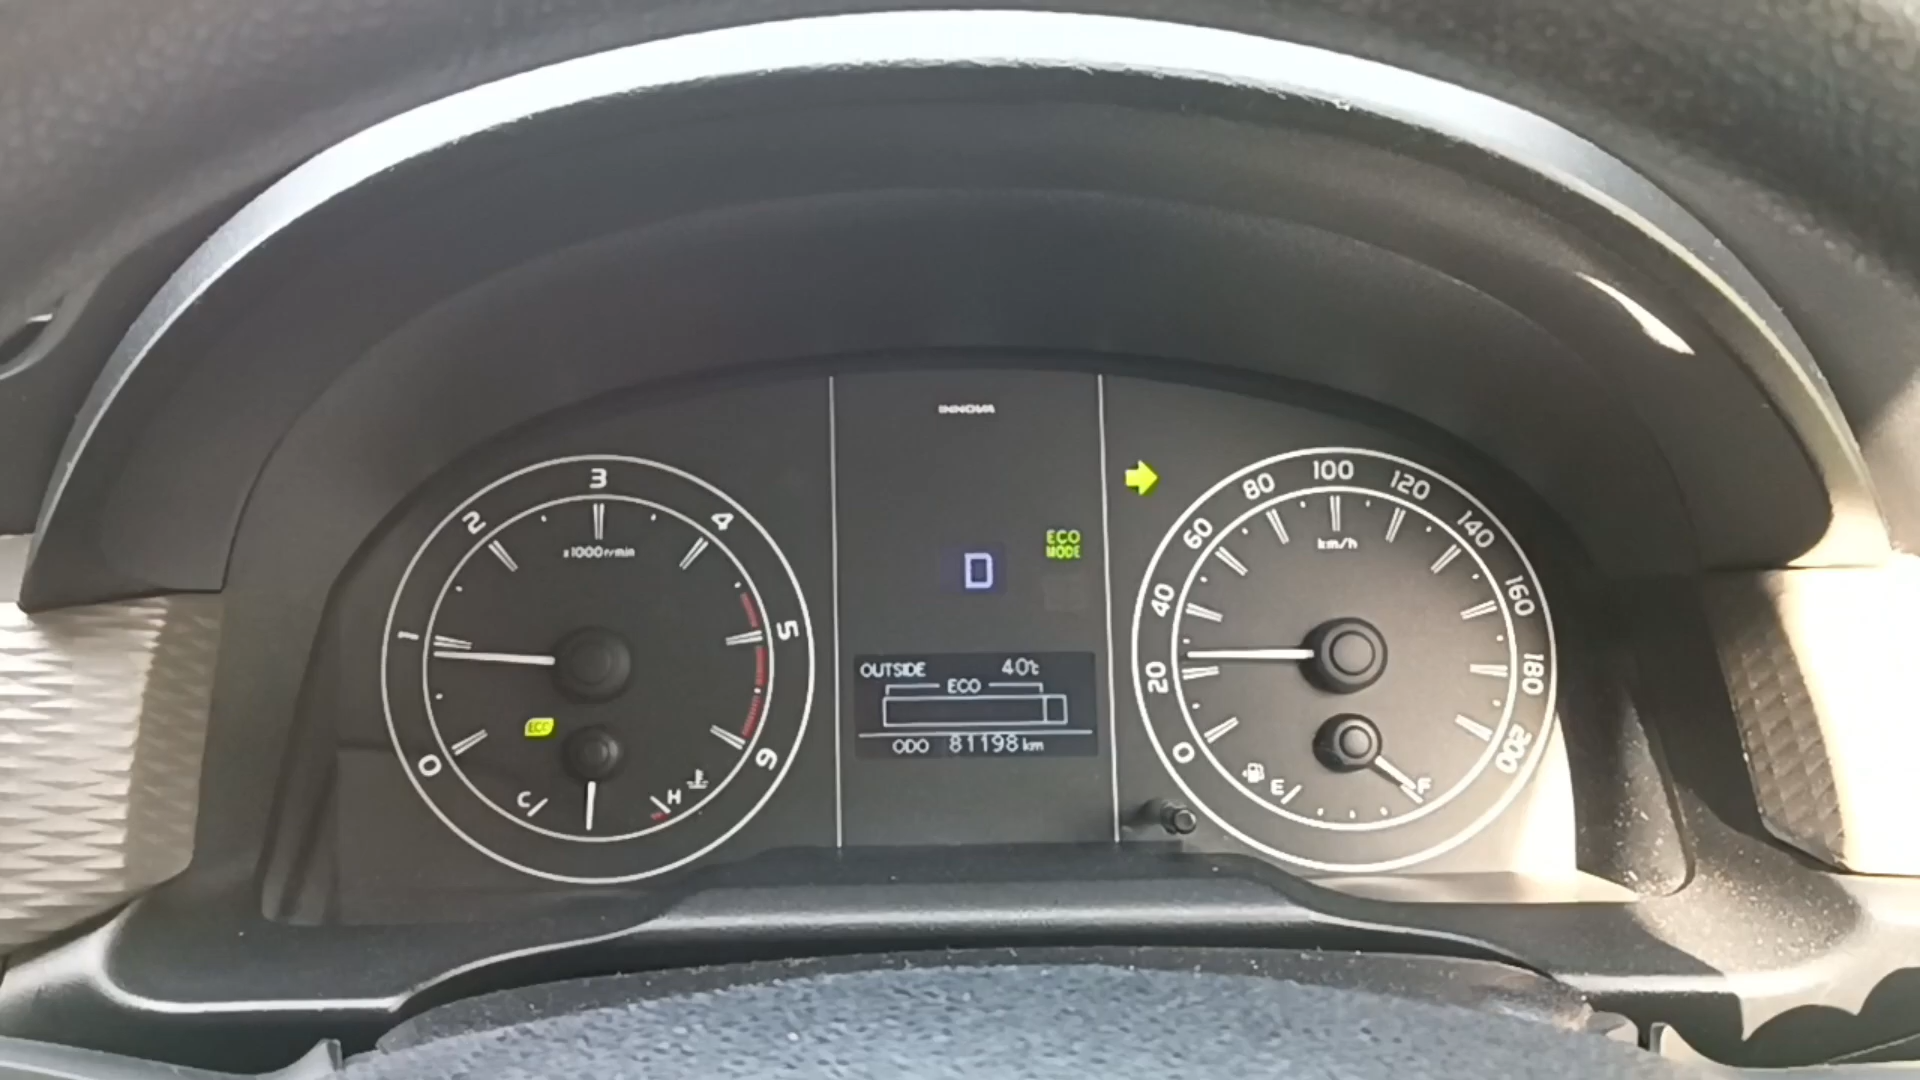 INNOVA
3
2
4
x1000r/min
1
5
ECO
0
6
C
H
D
ECO
MODE
OUTSIDE 40℃
ECO
ODO 81198 km
100
80
120
60
140
km/h
40
160
20
180
0
200
E
F